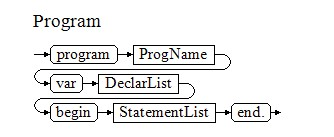 Program
program ProgName
var DeclarList
begin StatementList end.